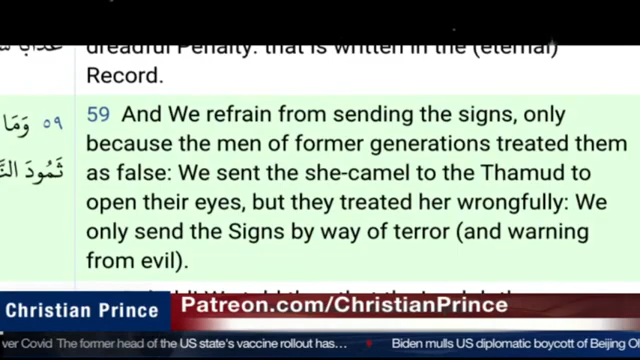 dreadful Penalty: that is written in the (eternal)
Record.
٥٩ وَمَا
ثَمُودَ
59 And We refrain from sending the signs, only
because the men of former generations treated them
as false: We sent the she-camel to the Thamud to
open their eyes, but they treated her wrongfully: We
only send the Signs by way of terror (and warning
from evil).
Christian Prince
Patreon.com/ChristianPrince
ver Covid The former head of the US state's vaccine rollout has... Biden mulls US diplomatic boycott of Beijing Ol